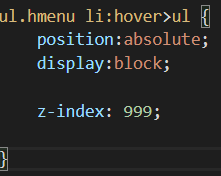 ul.hmenu li:hover>ul {
position:absolute;
display:block;
z-index: 999;
}